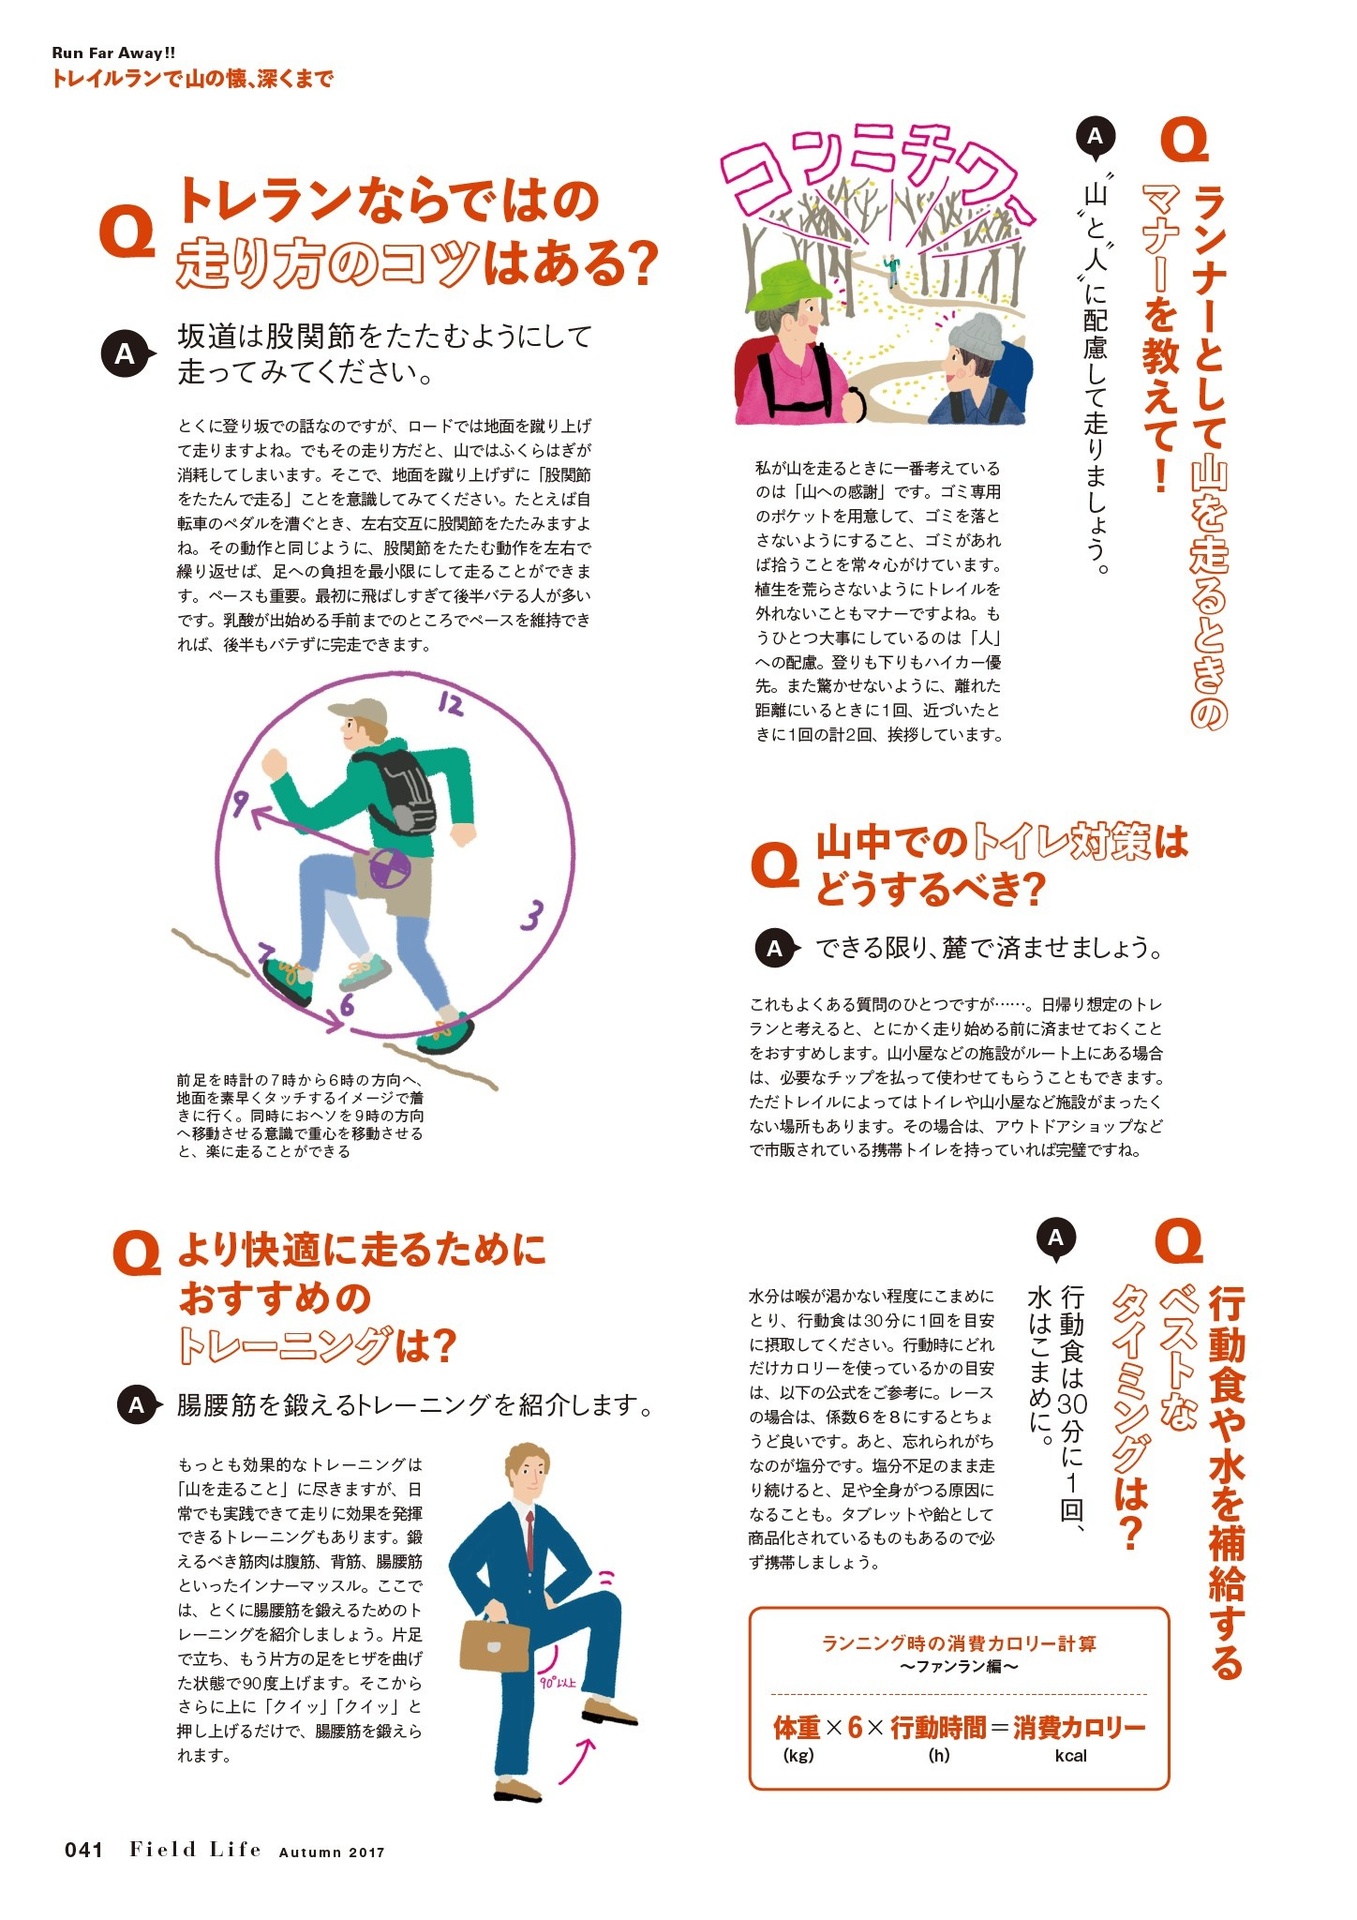 Run Far Away!!
トレイルランで山の懐、深くまで
Q
トレランならではの
走り方のコツはある?
A
坂道は股関節をたたむようにして
走ってみてください。
とくに登り坂での話なのですが、ロードでは地面を蹴り上げ
て走りますよね。でもその走り方だと、山ではふくらはぎが
消耗してしまいます。そこで、地面を蹴り上げずに「股関節
をたたんで走る」ことを意識してみてください。たとえば自
転車のペダルを漕ぐとき、左右交互に股関節をたたみますよ
ね。その動作と同じように、股関節をたたむ動作を左右で
繰り返せば、足への負担を最小限にして走ることができま
す。ペースも重要。最初に飛ばしすぎて後半バテる人が多い
です。乳酸が出始める手前までのところでペースを維持でき
れば、後半もバテずに完走できます。
12
9
3
7
6
前足を時計の7時から6時の方向へ、
地面を素早くタッチするイメージで着
きに行く。同時におヘソを9時の方向
へ移動させる意識で重心を移動させる
と、楽に走ることができる
Q
より快適に走るために
おすすめの
トレーニングは?
A
腸腰筋を鍛えるトレーニングを紹介します。
もっとも効果的なトレーニングは
「山を走ること」に尽きますが、日
常でも実践できて走りに効果を発揮
できるトレーニングもあります。鍛
えるべき筋肉は腹筋、背筋、腸腰筋
といったインナーマッスル。ここで
は、とくに腸腰筋を鍛えるためのト
レーニングを紹介しましょう。片足
で立ち、もう片方の足をヒザを曲げ
た状態で90度上げます。そこから
さらに上に「クイッ」「クイッ」と
押し上げるだけで、腸腰筋を鍛えら
れます。
90°以上
コンニチワ〜
Q
ランナーとして山を走るときの
マナーを教えて!
A
〝山〟と〝人〟に配慮して走りましょう。
私が山を走るときに一番考えている
のは「山への感謝」です。ゴミ専用
のポケットを用意して、ゴミを落と
さないようにすること、ゴミがあれ
ば拾うことを常々心がけています。
植生を荒らさないようにトレイルを
外れないこともマナーですよね。も
うひとつ大事にしているのは「人」
への配慮。登りも下りもハイカー優
先。また驚かせないように、離れた
距離にいるときに1回、近づいたと
きに1回の計2回、挨拶しています。
Q
山中でのトイレ対策は
どうするべき?
A
できる限り、麓で済ませましょう。
これもよくある質問のひとつですが……。日帰り想定のトレ
ランと考えると、とにかく走り始める前に済ませておくこと
をおすすめします。山小屋などの施設がルート上にある場合
は、必要なチップを払って使わせてもらうこともできます。
ただトレイルによってはトイレや山小屋など施設がまったく
ない場所もあります。その場合は、アウトドアショップなど
で市販されている携帯トイレを持っていれば完璧ですね。
Q
行動食や水を補給する
ベストな
タイミングは?
A
行動食は30分に1回、
水はこまめに。
水分は喉が渇かない程度にこまめに
とり、行動食は30分に1回を目安
に摂取してください。行動時にどれ
だけカロリーを使っているかの目安
は、以下の公式をご参考に。レース
の場合は、係数6を8にするとちょ
うど良いです。あと、忘れられがち
なのが塩分です。塩分不足のまま走
り続けると、足や全身がつる原因に
なることも。タブレットや飴として
商品化されているものもあるので必
ず携帯しましょう。
ランニング時の消費カロリー計算
〜ファンラン編〜
体重×6×行動時間=消費カロリー
(kg) (h) kcal
041 Field Life Autumn 2017